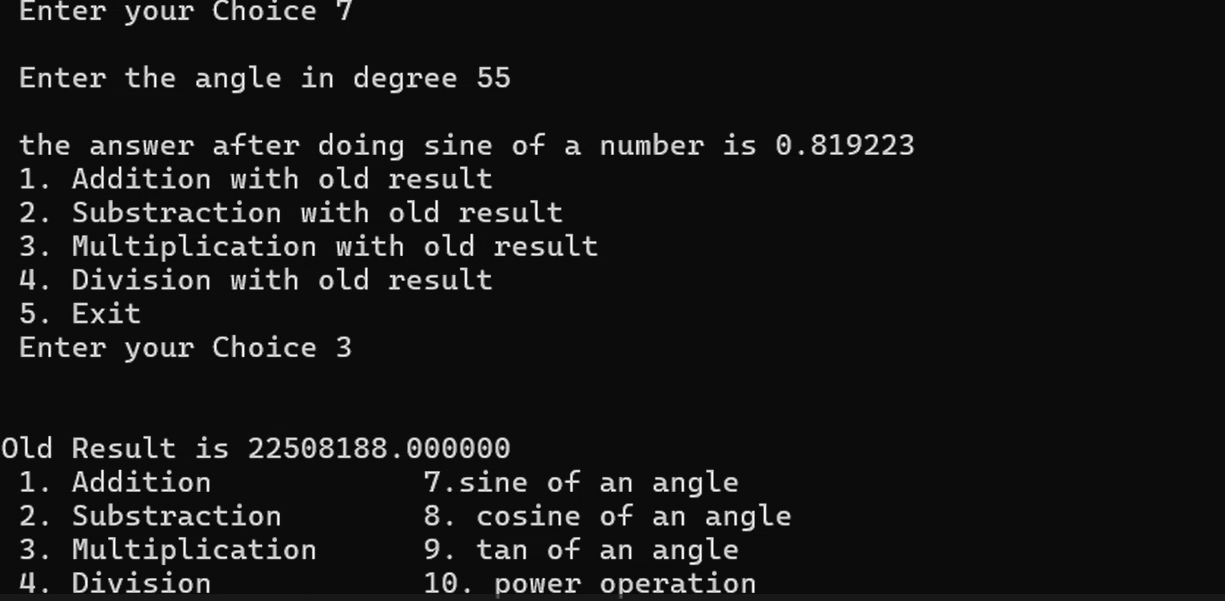 Enter your Choice 7
Enter the angle in degree 55
the answer after doing sine of a number is 0.819223
1. Addition with old result
2. Substraction with old result
3. Multiplication with old result
4. Division with old result
5. Exit
Enter your Choice 3
Old Result is 22508188.000000
1. Addition 7.sine of an angle
2. Substraction 8. cosine of an angle
3. Multiplication 9. tan of an angle
4. Division 10. power operation